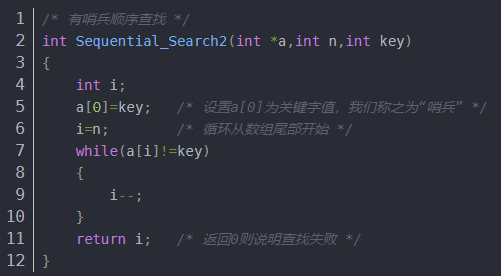 1 /* 有哨兵顺序查找 */
2 int Sequential_Search2(int *a,int n,int key)
3 {
4     int i;
5     a[0]=key;   /* 设置a[0]为关键字值，我们称之为“哨兵” */
6     i=n;        /* 循环从数组尾部开始 */
7     while(a[i]!=key)
8     {
9         i--;
10     }
11     return i;   /* 返回0则说明查找失败 */
12 }